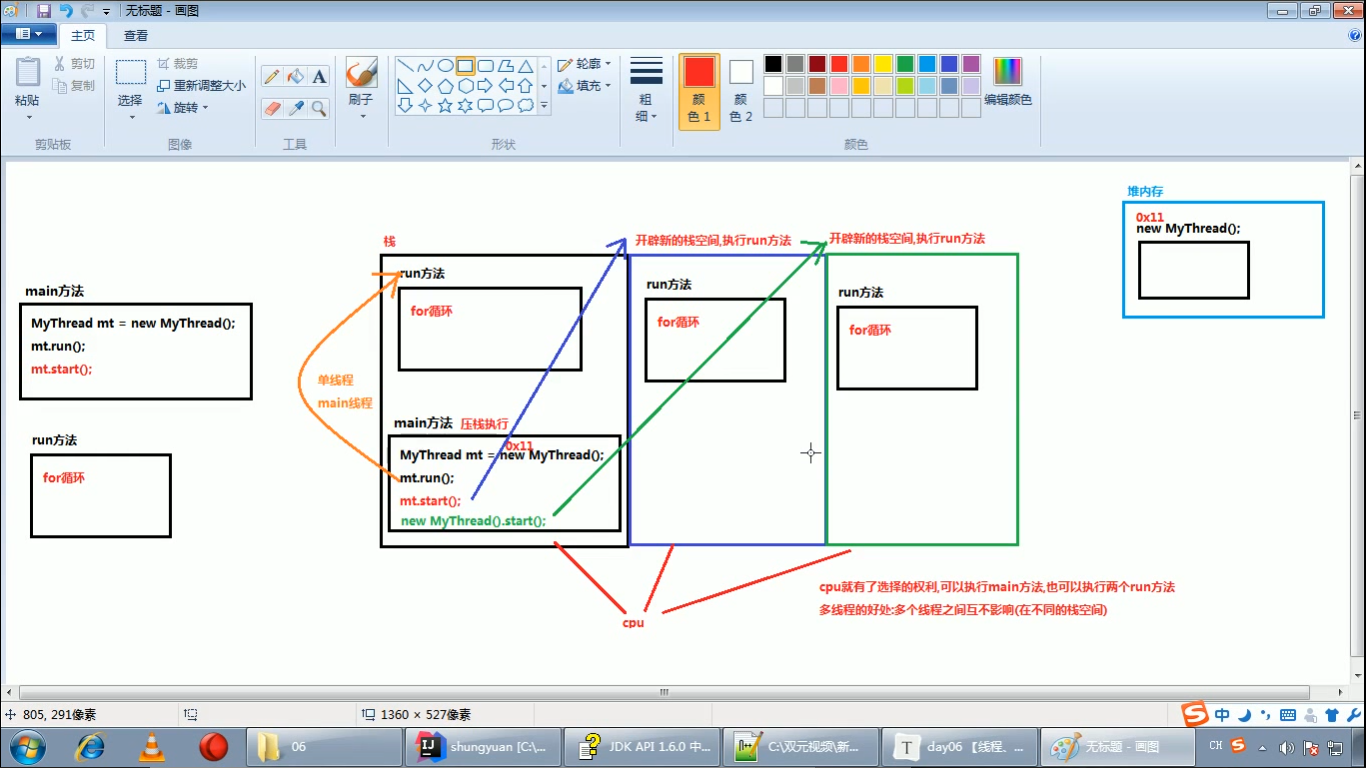 无标题 - 画图
主页
查看
粘贴
剪切
复制
剪贴板
选择
裁剪
重新调整大小
旋转
图像
A
工具
刷子
轮廓
填充
形状
粗
细
颜
色 1
颜
色 2
编辑颜色
颜色
堆内存
0x11
new MyThread();
栈
开辟新的栈空间,执行run方法
开辟新的栈空间,执行run方法
run方法
for循环
run方法
for循环
run方法
for循环
main方法
MyThread mt = new MyThread();
mt.run();
mt.start();
单线程
main线程
main方法 压栈执行
0x11
MyThread mt = new MyThread();
mt.run();
mt.start();
new MyThread().start();
run方法
for循环
cpu
cpu就有了选择的权利,可以执行main方法,也可以执行两个run方法
多线程的好处:多个线程之间互不影响(在不同的栈空间)
805, 291像素
1360 × 527像素
中
06
shungyuan [C:\...
JDK API 1.6.0 中...
C:\双元视频\新...
day06 【线程、...
无标题 - 画图
CH